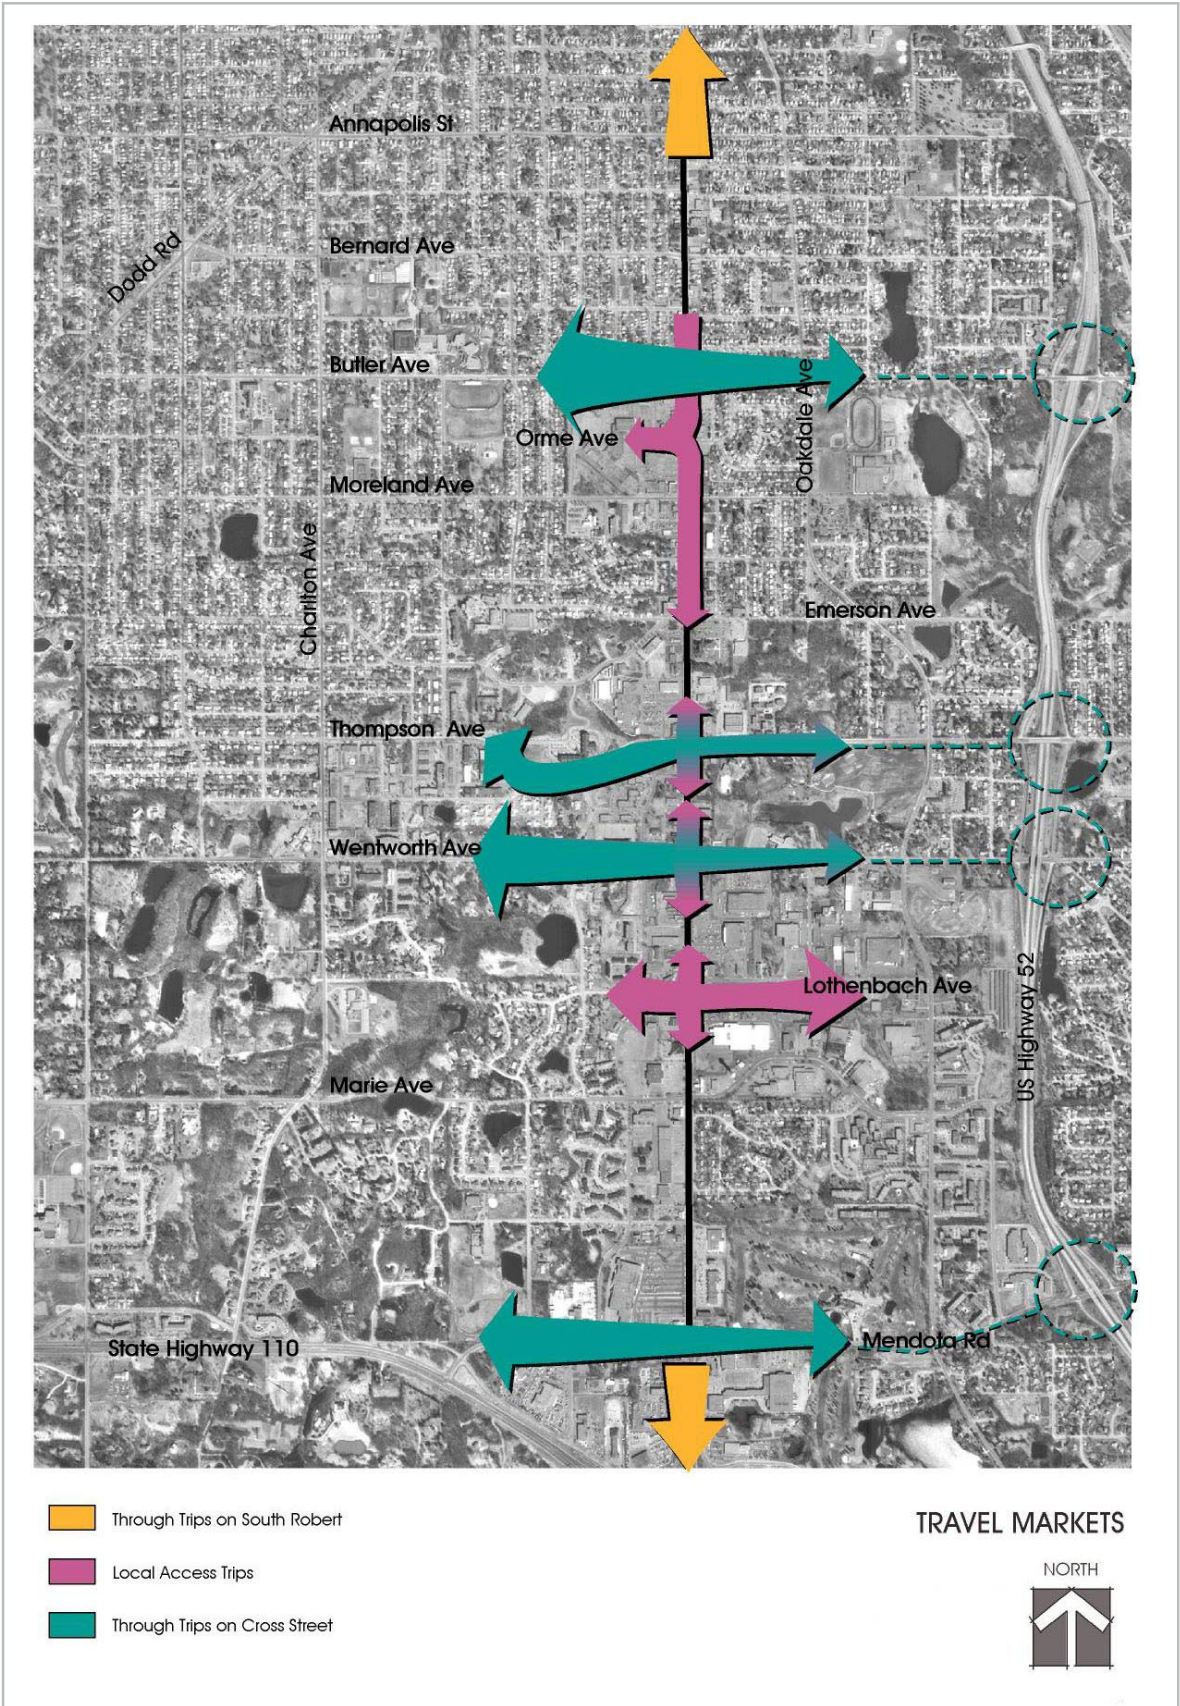 Annapolis St
Dodd Rd
Bernard Ave
Butler Ave
Oakdale Ave
Orme Ave
Moreland Ave
Charlton Ave
Emerson Ave
Thompson Ave
Wentworth Ave
Lothenbach Ave
US Highway 52
Marie Ave
State Highway 110
Mendota Rd
Through Trips on South Robert
Local Access Trips
Through Trips on Cross Street
TRAVEL MARKETS
NORTH